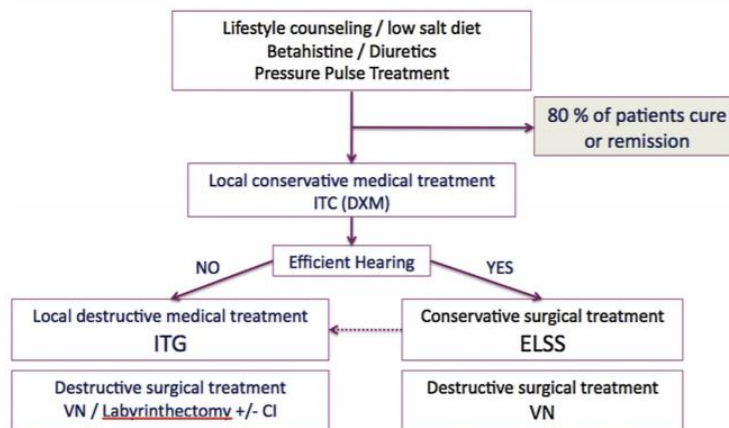 Lifestyle counseling / low salt diet
Betahistine / Diuretics
Pressure Pulse Treatment
80 % of patients cure
or remission
Local conservative medical treatment
ITC (DXM)
Efficient Hearing
NO
YES
Local destructive medical treatment
ITG
Conservative surgical treatment
ELSS
Destructive surgical treatment
VN / Labyrinthectomy +/- CI
Destructive surgical treatment
VN